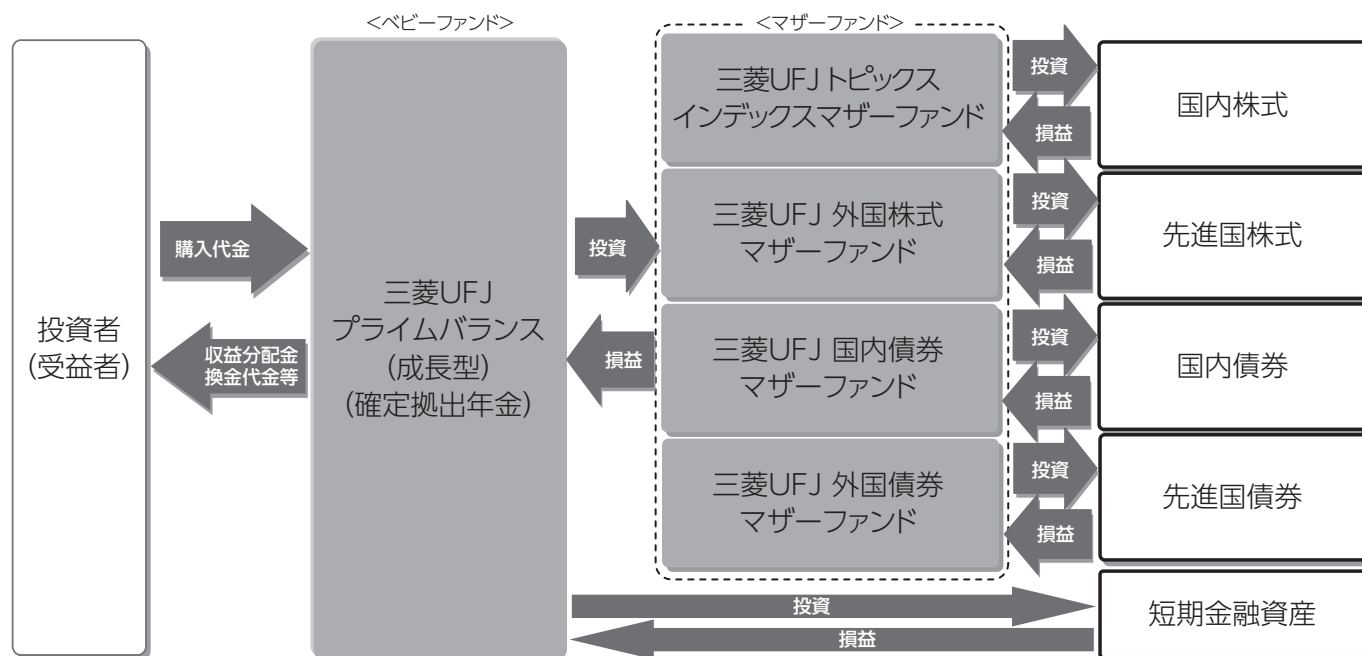 <ベビーファンド>
<マザーファンド>
投資者
(受益者)
購入代金
収益分配金
換金代金等
三菱UFJ
プライムバランス
(成長型)
(確定拠出年金)
投資
損益
三菱UFJ トピックス
インデックスマザーファンド
投資
損益
国内株式
三菱UFJ 外国株式
マザーファンド
投資
損益
先進国株式
三菱UFJ 国内債券
マザーファンド
投資
損益
国内債券
三菱UFJ 外国債券
マザーファンド
投資
損益
先進国債券
投資
損益
短期金融資産